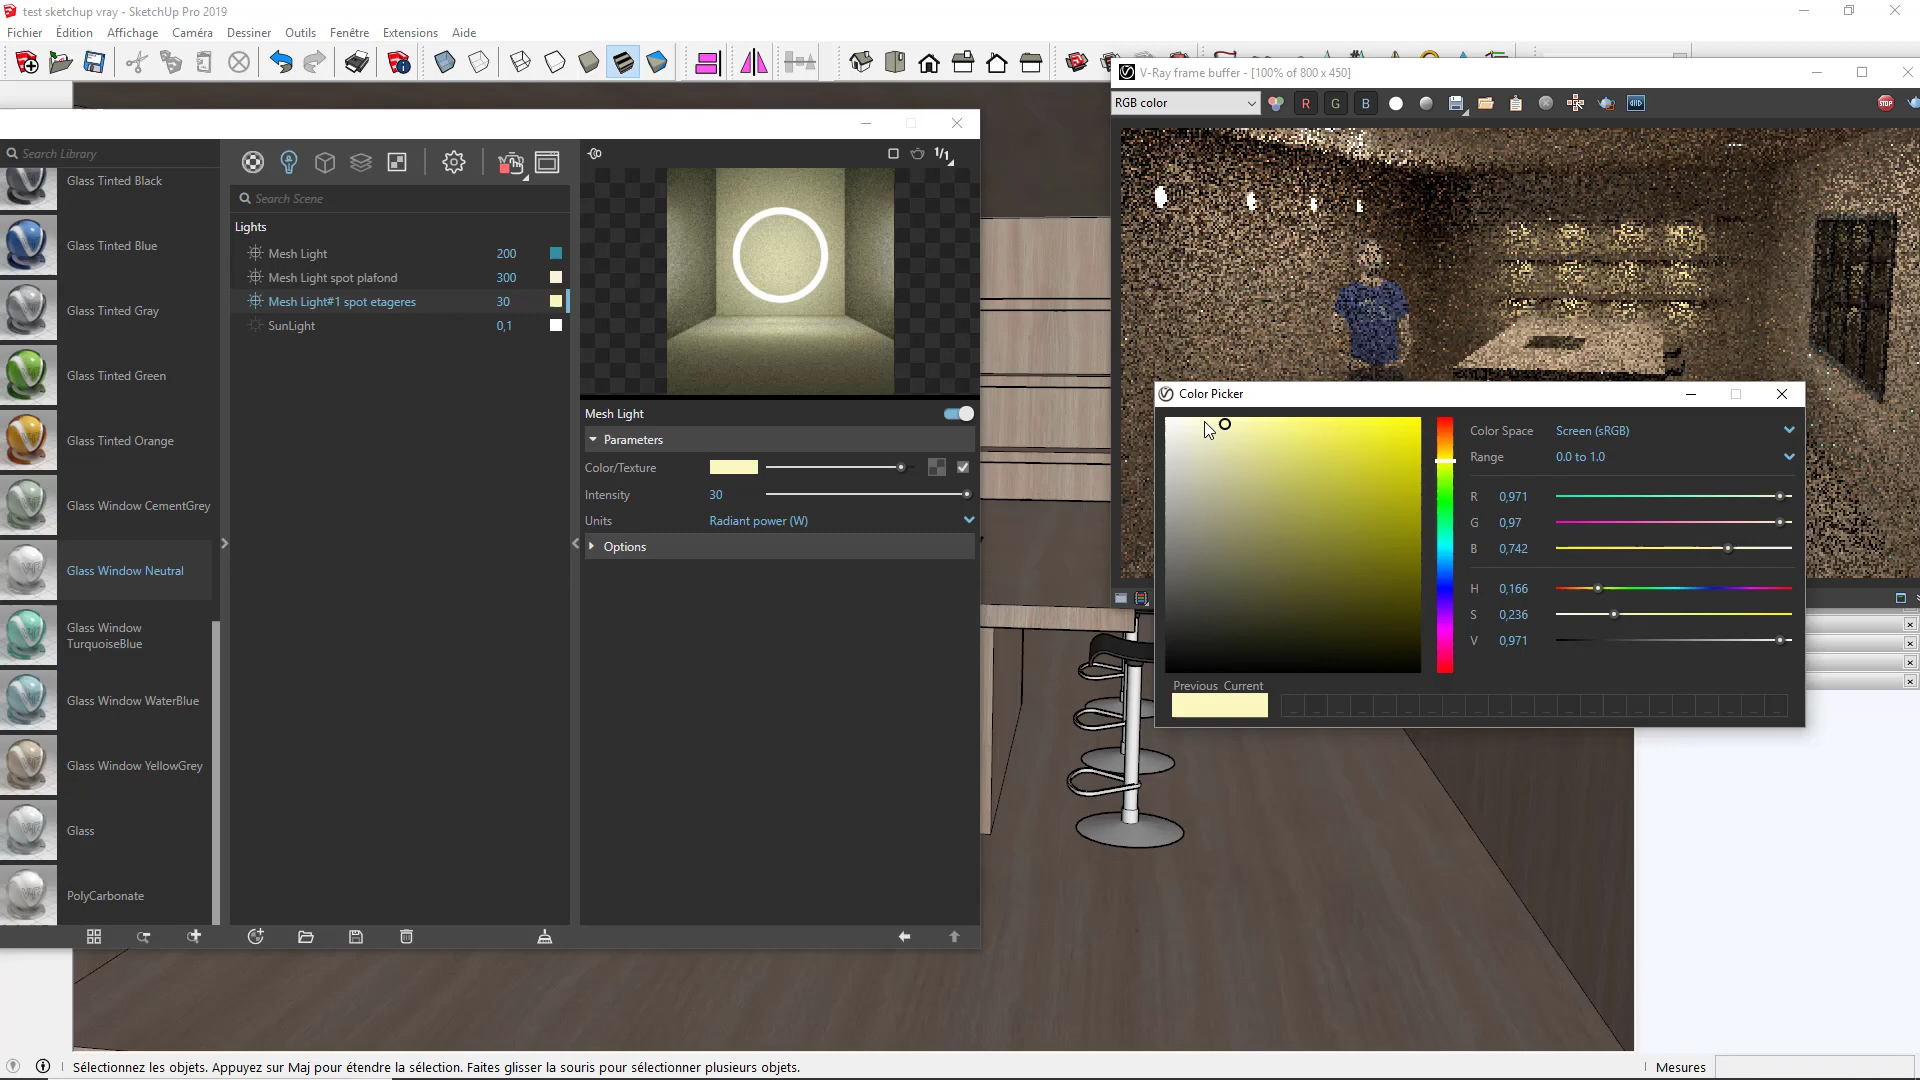 test sketchup vray - SketchUp Pro 2019
Fichier Édition Affichage Caméra Dessiner Outils Fenêtre Extensions Aide
V-Ray frame buffer - [100% of 800 x 450]
RGB color
R G B
STOP
Search Library
Glass Tinted Black
Glass Tinted Blue
Glass Tinted Gray
Glass Tinted Green
Glass Tinted Orange
Glass Window CementGrey
Glass Window Neutral
Glass Window
TurquoiseBlue
Glass Window WaterBlue
Glass Window YellowGrey
Glass
PolyCarbonate
Search Scene
Lights
Mesh Light 200
Mesh Light spot plafond 300
Mesh Light#1 spot etageres 30
SunLight 0,1
1/1
Mesh Light
Parameters
Color/Texture
Intensity 30
Units Radiant power (W)
Options
Color Picker
Color Space Screen (sRGB)
Range 0.0 to 1.0
R 0,971
G 0,97
B 0,742
H 0,166
S 0,236
V 0,971
Previous Current
Sélectionnez les objets. Appuyez sur Maj pour étendre la sélection. Faites glisser la souris pour sélectionner plusieurs objets.
Mesures